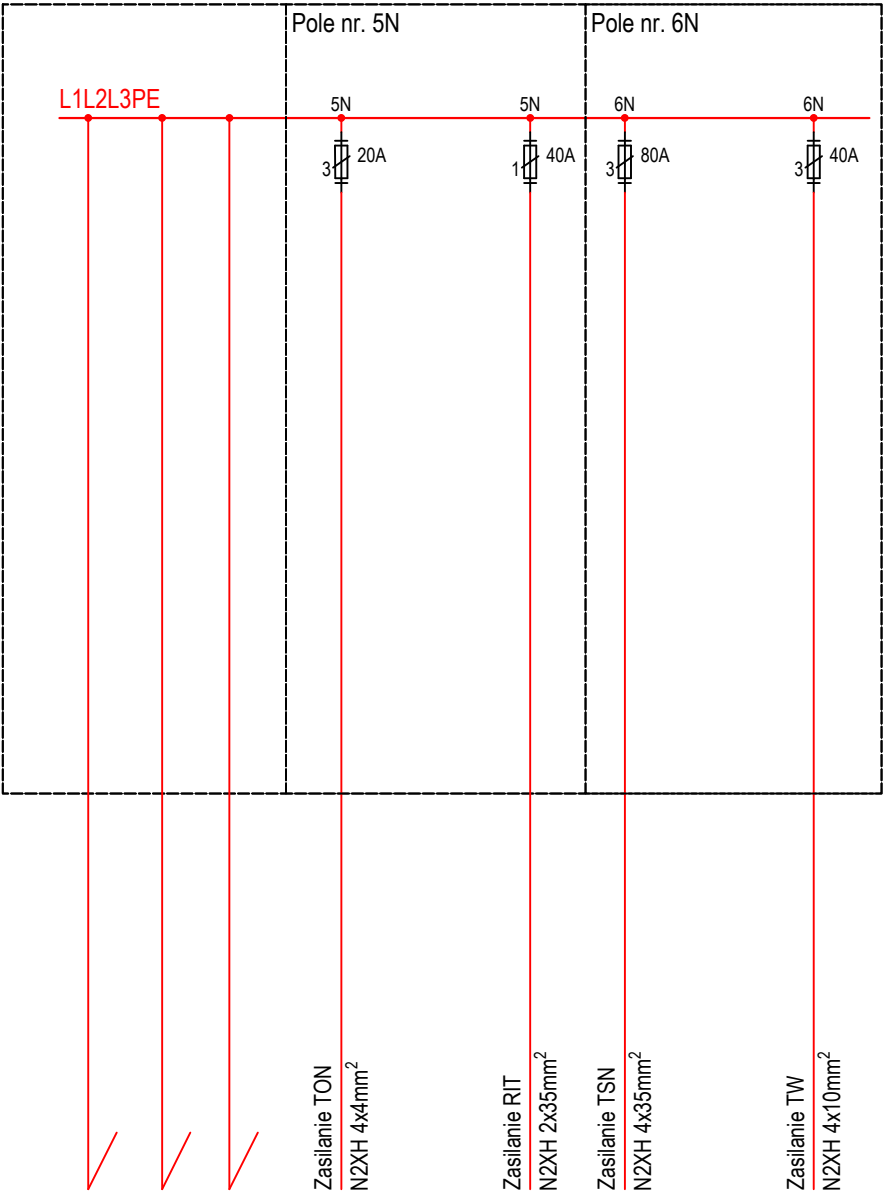 Pole nr. 5N
Pole nr. 6N
L1L2L3PE
5N
5N
6N
6N
3
20A
1
40A
3
80A
3
40A
Zasilanie TON
N2XH 4x4mm²
Zasilanie RIT
N2XH 2x35mm²
Zasilanie TSN
N2XH 4x35mm²
Zasilanie TW
N2XH 4x10mm²